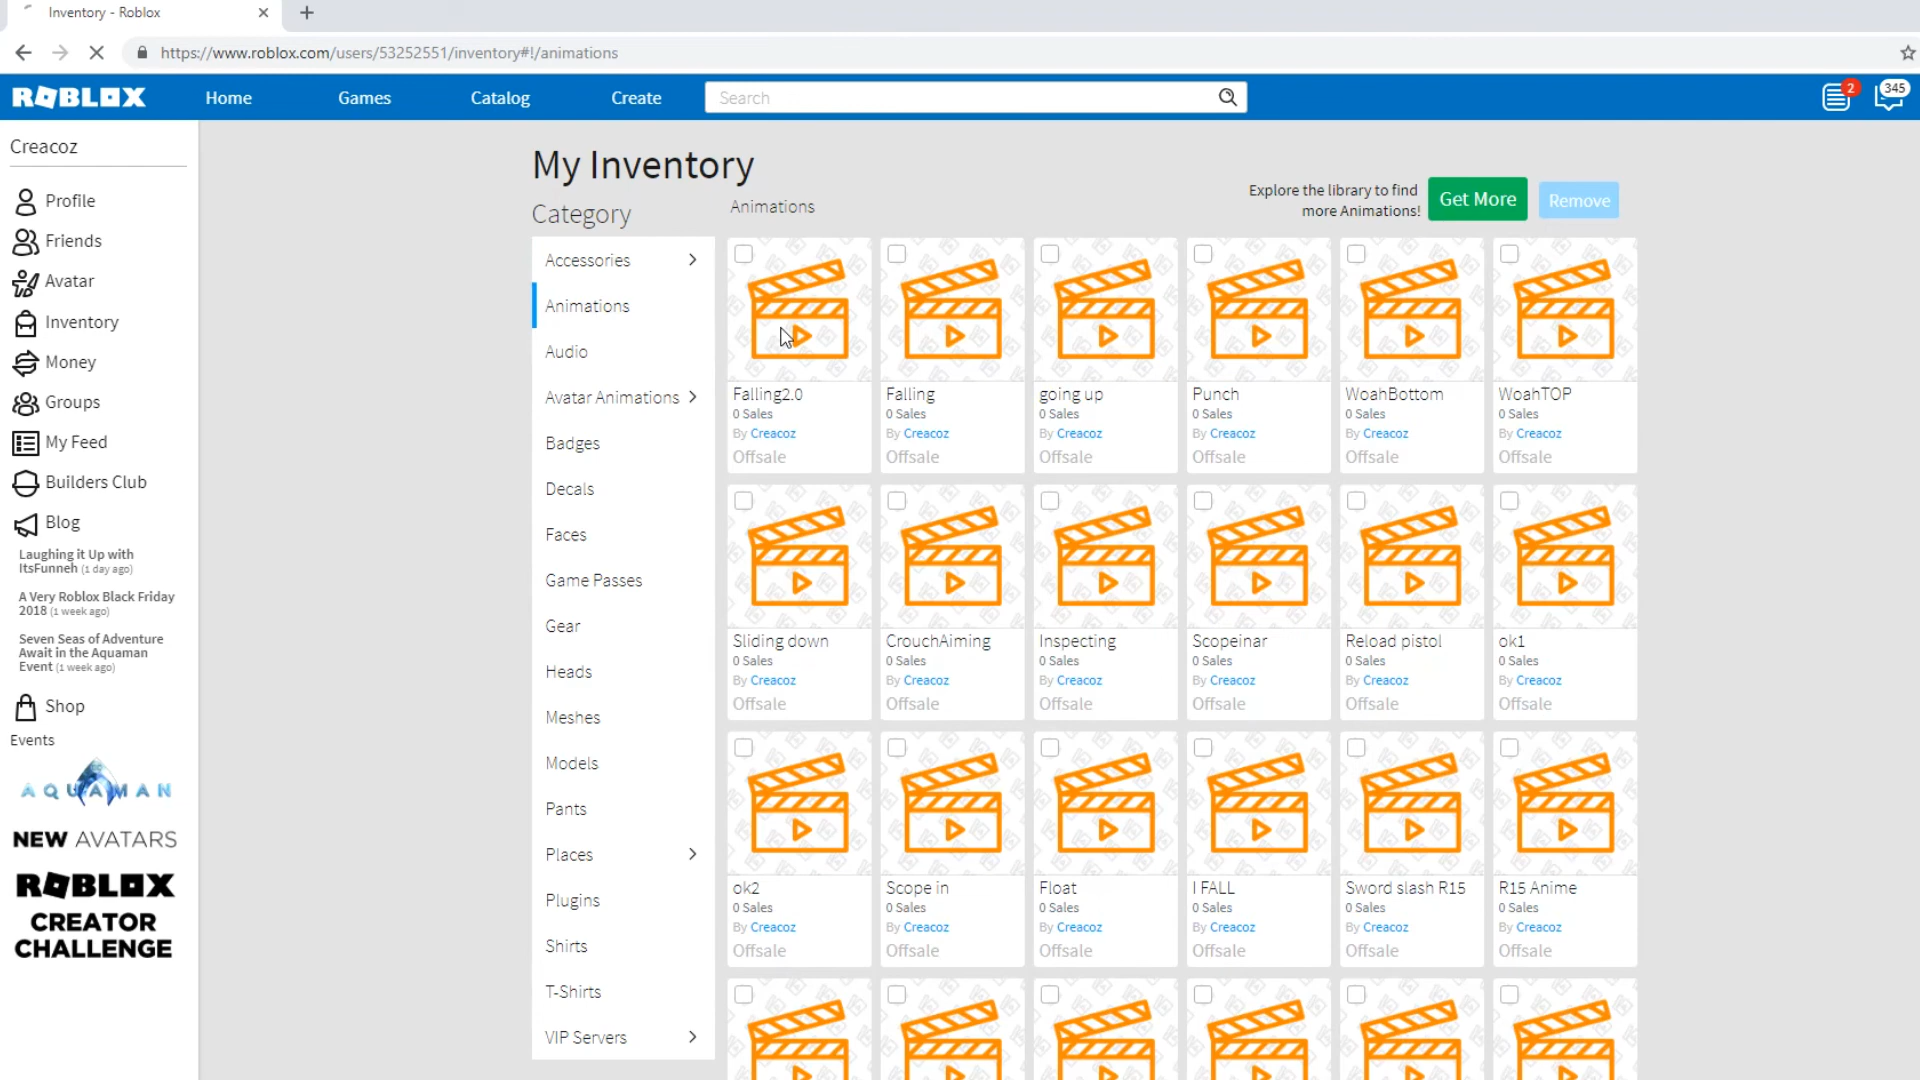 Inventory - Roblox
https://www.roblox.com/users/53252551/inventory#!/animations
ROBLOX
Home
Games
Catalog
Create
Search
2
345
Creacoz
Profile
Friends
Avatar
Inventory
Money
Groups
My Feed
Builders Club
Blog
Laughing it Up with
ItsFunneh (1 day ago)
A Very Roblox Black Friday
2018 (1 week ago)
Seven Seas of Adventure
Await in the Aquaman
Event (1 week ago)
Shop
Events
AQUAMAN
NEW AVATARS
ROBLOX
CREATOR
CHALLENGE
My Inventory
Category
Accessories
Animations
Audio
Avatar Animations
Badges
Decals
Faces
Game Passes
Gear
Heads
Meshes
Models
Pants
Places
Plugins
Shirts
T-Shirts
VIP Servers
Animations
Explore the library to find
more Animations!
Get More
Remove
Falling2.0
0 Sales
By Creacoz
Offsale
Falling
0 Sales
By Creacoz
Offsale
going up
0 Sales
By Creacoz
Offsale
Punch
0 Sales
By Creacoz
Offsale
WoahBottom
0 Sales
By Creacoz
Offsale
WoahTOP
0 Sales
By Creacoz
Offsale
Sliding down
0 Sales
By Creacoz
Offsale
CrouchAiming
0 Sales
By Creacoz
Offsale
Inspecting
0 Sales
By Creacoz
Offsale
Scopeinar
0 Sales
By Creacoz
Offsale
Reload pistol
0 Sales
By Creacoz
Offsale
ok1
0 Sales
By Creacoz
Offsale
ok2
0 Sales
By Creacoz
Offsale
Scope in
0 Sales
By Creacoz
Offsale
Float
0 Sales
By Creacoz
Offsale
I FALL
0 Sales
By Creacoz
Offsale
Sword slash R15
0 Sales
By Creacoz
Offsale
R15 Anime
0 Sales
By Creacoz
Offsale